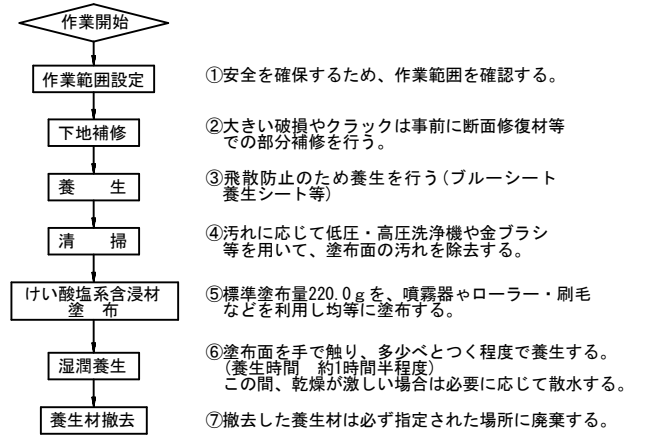 作業開始
作業範囲設定
①安全を確保するため、作業範囲を確認する。
下地補修
②大きい破損やクラックは事前に断面修復材等
での部分補修を行う。
養　生
③飛散防止のため養生を行う(ブルーシート
養生シート等)
清　掃
④汚れに応じて低圧・高圧洗浄機や金ブラシ
等を用いて、塗布面の汚れを除去する。
けい酸塩系含浸材
塗　布
⑤標準塗布量220.0ｇを、噴霧器ゃローラー・刷毛
などを利用し均等に塗布する。
湿潤養生
⑥塗布面を手で触り、多少べとつく程度で養生する。
(養生時間　約1時間半程度)
この間、乾燥が激しい場合は必要に応じて散水する。
養生材撤去
⑦撤去した養生材は必ず指定された場所に廃棄する。